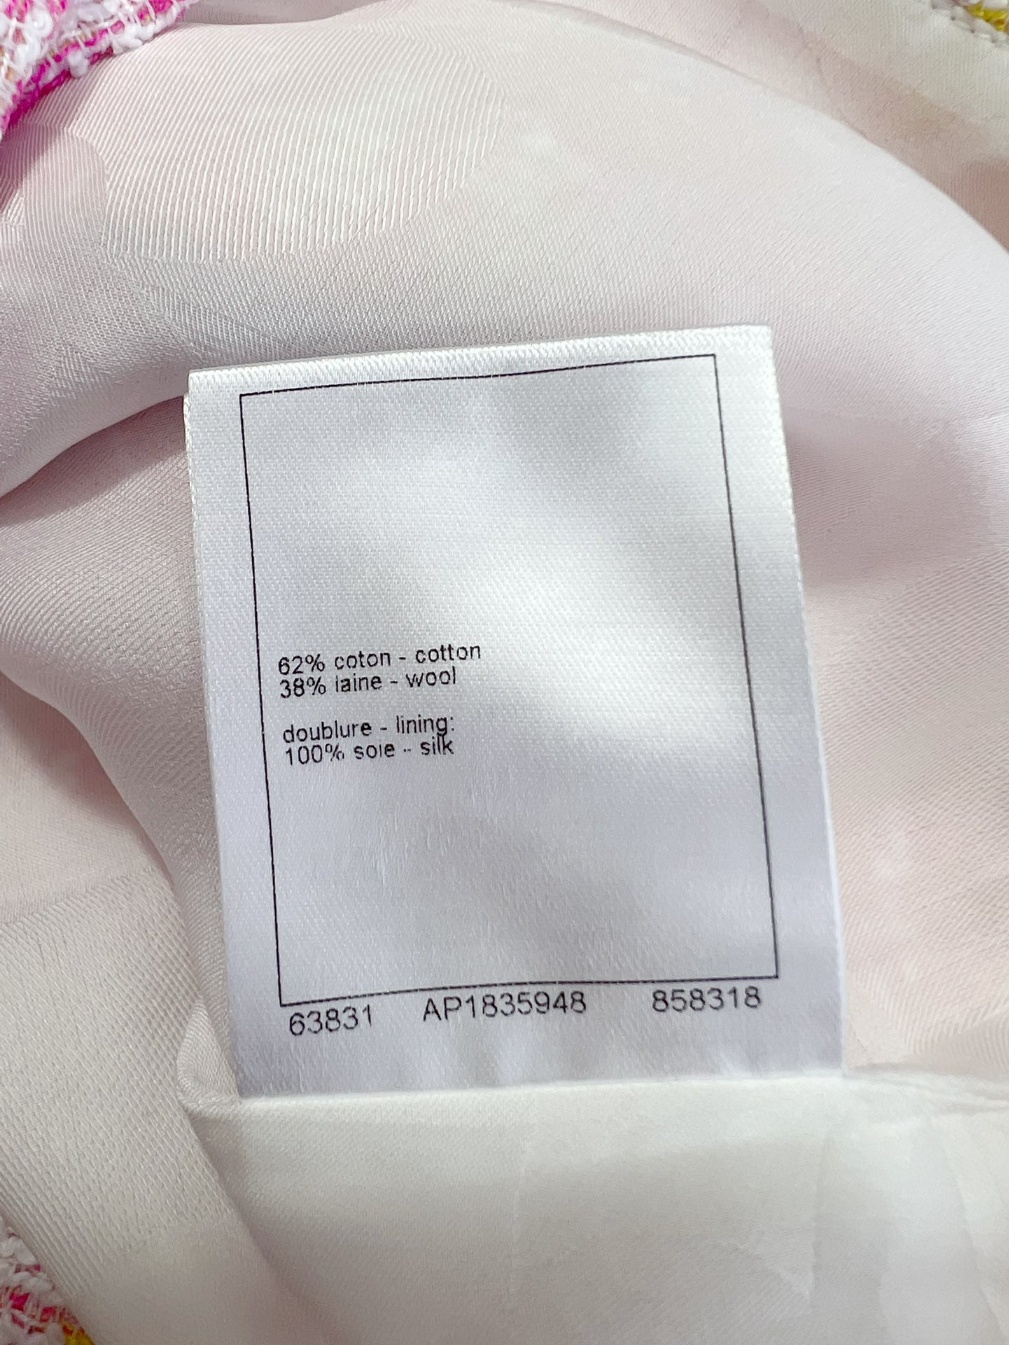 62% coton - cotton
38% laine - wool
doublure - lining:
100% soie - silk
63831 AP1835948 858318